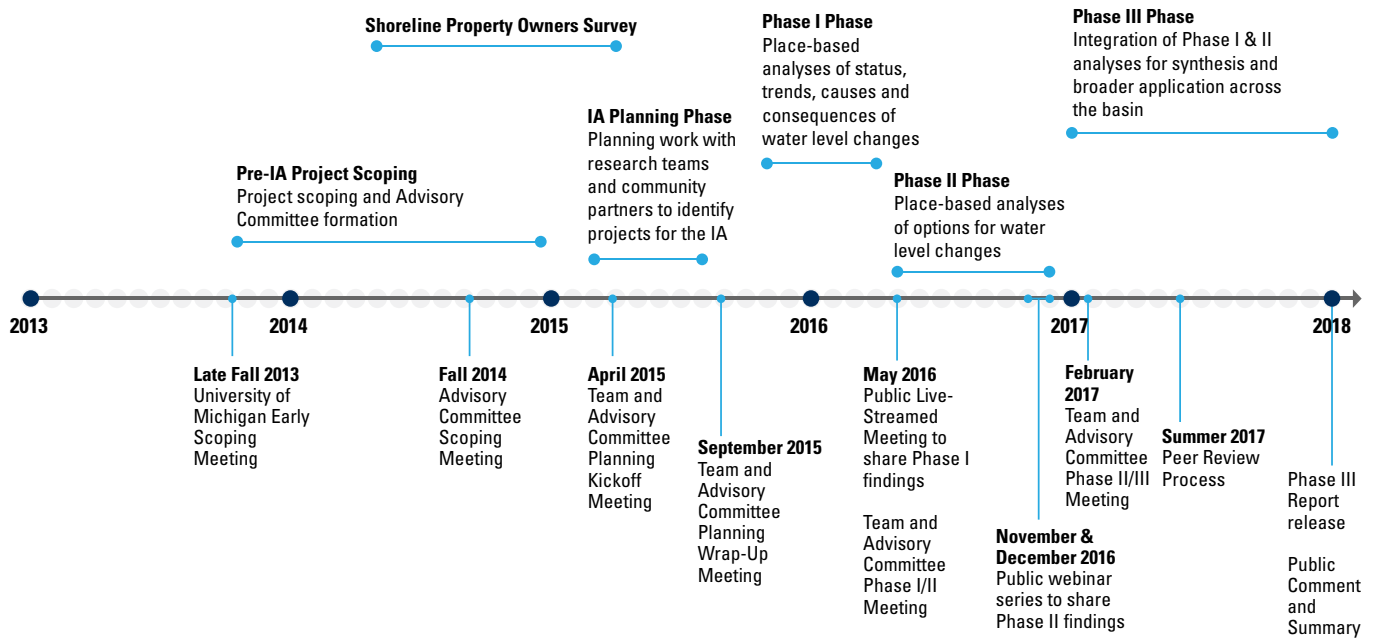 Shoreline Property Owners Survey
Phase I Phase
Place-based
analyses of status,
trends, causes and
consequences of
water level changes
Phase III Phase
Integration of Phase I & II
analyses for synthesis and
broader application across
the basin
IA Planning Phase
Planning work with
research teams
and community
partners to identify
projects for the IA
Pre-IA Project Scoping
Project scoping and Advisory
Committee formation
Phase II Phase
Place-based analyses
of options for water
level changes
2013
2014
2015
2016
2017
2018
Late Fall 2013
University of
Michigan Early
Scoping
Meeting
Fall 2014
Advisory
Committee
Scoping
Meeting
April 2015
Team and
Advisory
Committee
Planning
Kickoff
Meeting
September 2015
Team and
Advisory
Committee
Planning
Wrap-Up
Meeting
May 2016
Public Live-
Streamed
Meeting to
share Phase I
findings
Team and
Advisory
Committee
Phase I/II
Meeting
November &
December 2016
Public webinar
series to share
Phase II findings
February
2017
Team and
Advisory
Committee
Phase II/III
Meeting
Summer 2017
Peer Review
Process
Phase III
Report
release
Public
Comment
and
Summary